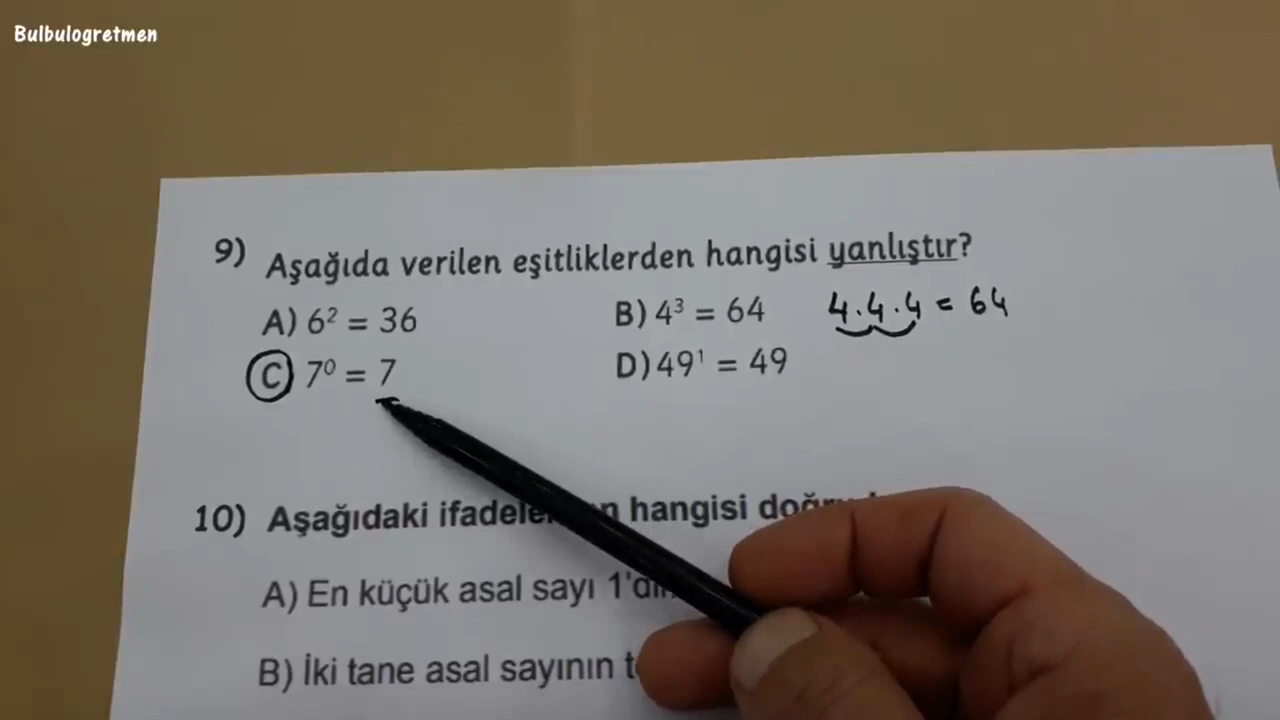 Bulbulogretmen
9) Aşağıda verilen eşitliklerden hangisi yanlıştır?
A) 6² = 36 B) 4³ = 64 4.4.4 = 64
C) 7⁰ = 7 D) 49¹ = 49
10) Aşağıdaki hangisi
A) En küçük asal sayı
B) İki tane asal sayının